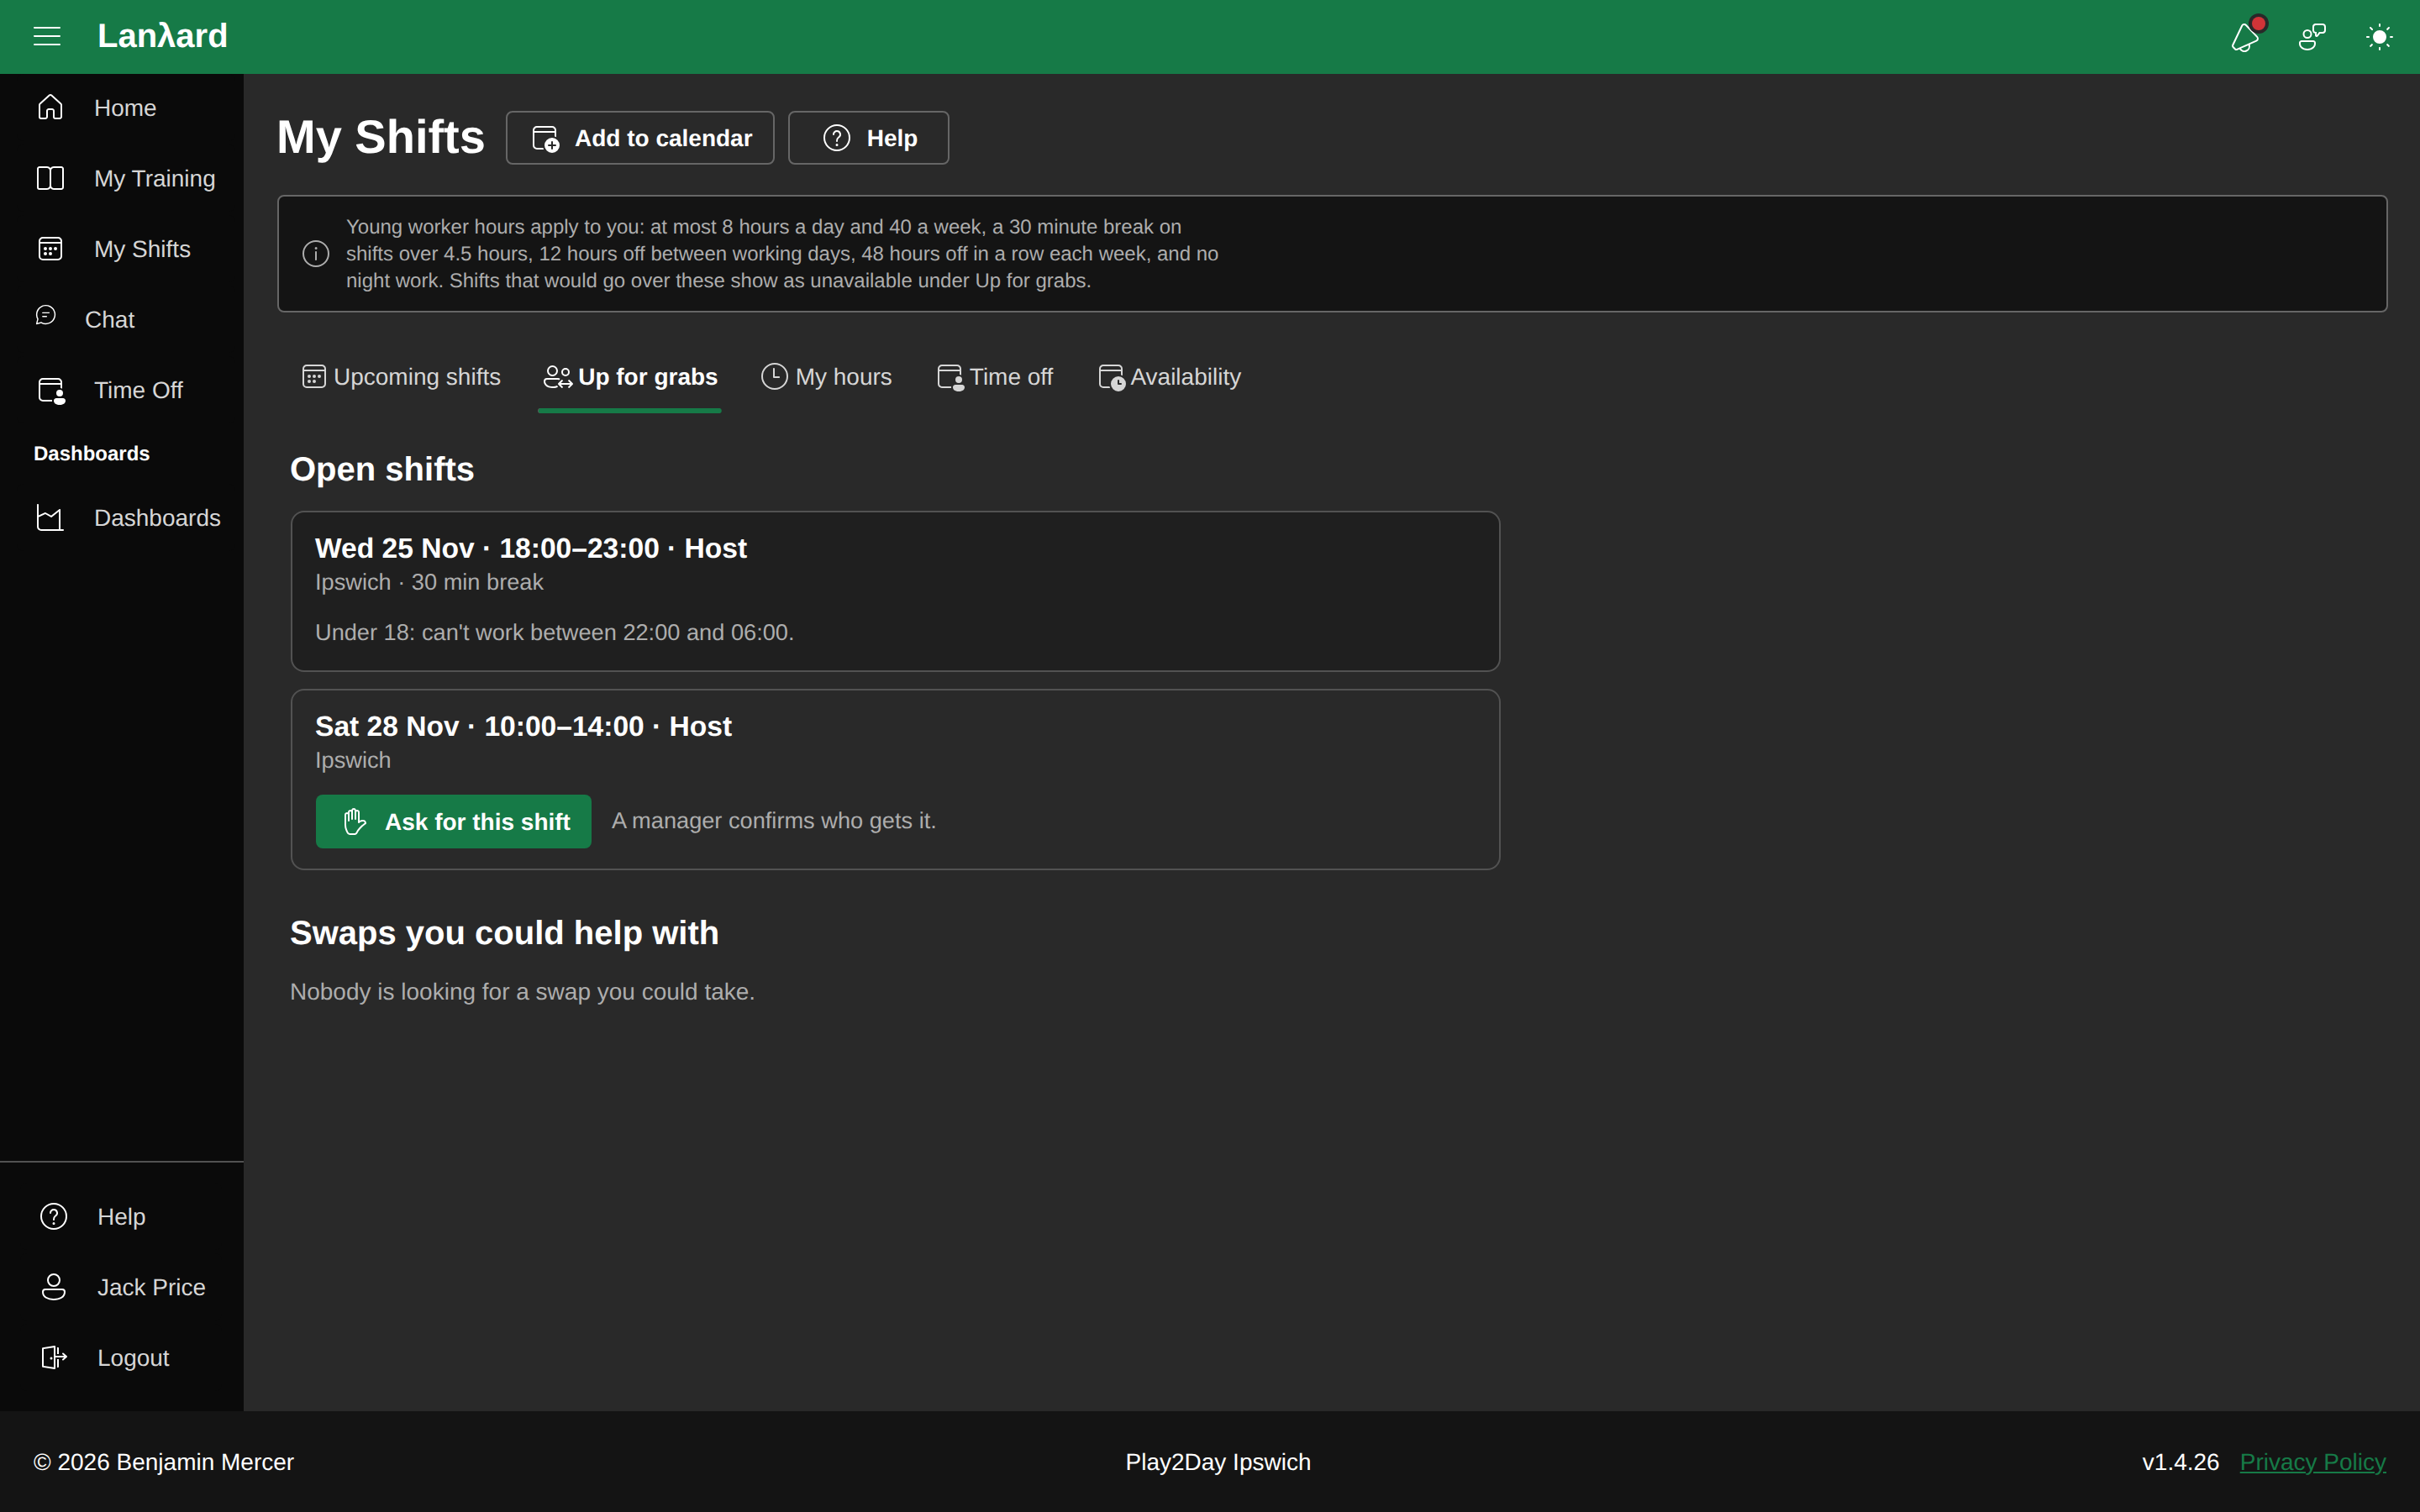 Lanλard
Home
My Training
My Shifts
Chat
Time Off
Dashboards
Dashboards
Help
Jack Price
Logout
My Shifts
Add to calendar
Help
Young worker hours apply to you: at most 8 hours a day and 40 a week, a 30 minute break on
shifts over 4.5 hours, 12 hours off between working days, 48 hours off in a row each week, and no
night work. Shifts that would go over these show as unavailable under Up for grabs.
Upcoming shifts
Up for grabs
My hours
Time off
Availability
Open shifts
Wed 25 Nov · 18:00–23:00 · Host
Ipswich · 30 min break
Under 18: can't work between 22:00 and 06:00.
Sat 28 Nov · 10:00–14:00 · Host
Ipswich
Ask for this shift
A manager confirms who gets it.
Swaps you could help with
Nobody is looking for a swap you could take.
© 2026 Benjamin Mercer
Play2Day Ipswich
v1.4.26
Privacy Policy